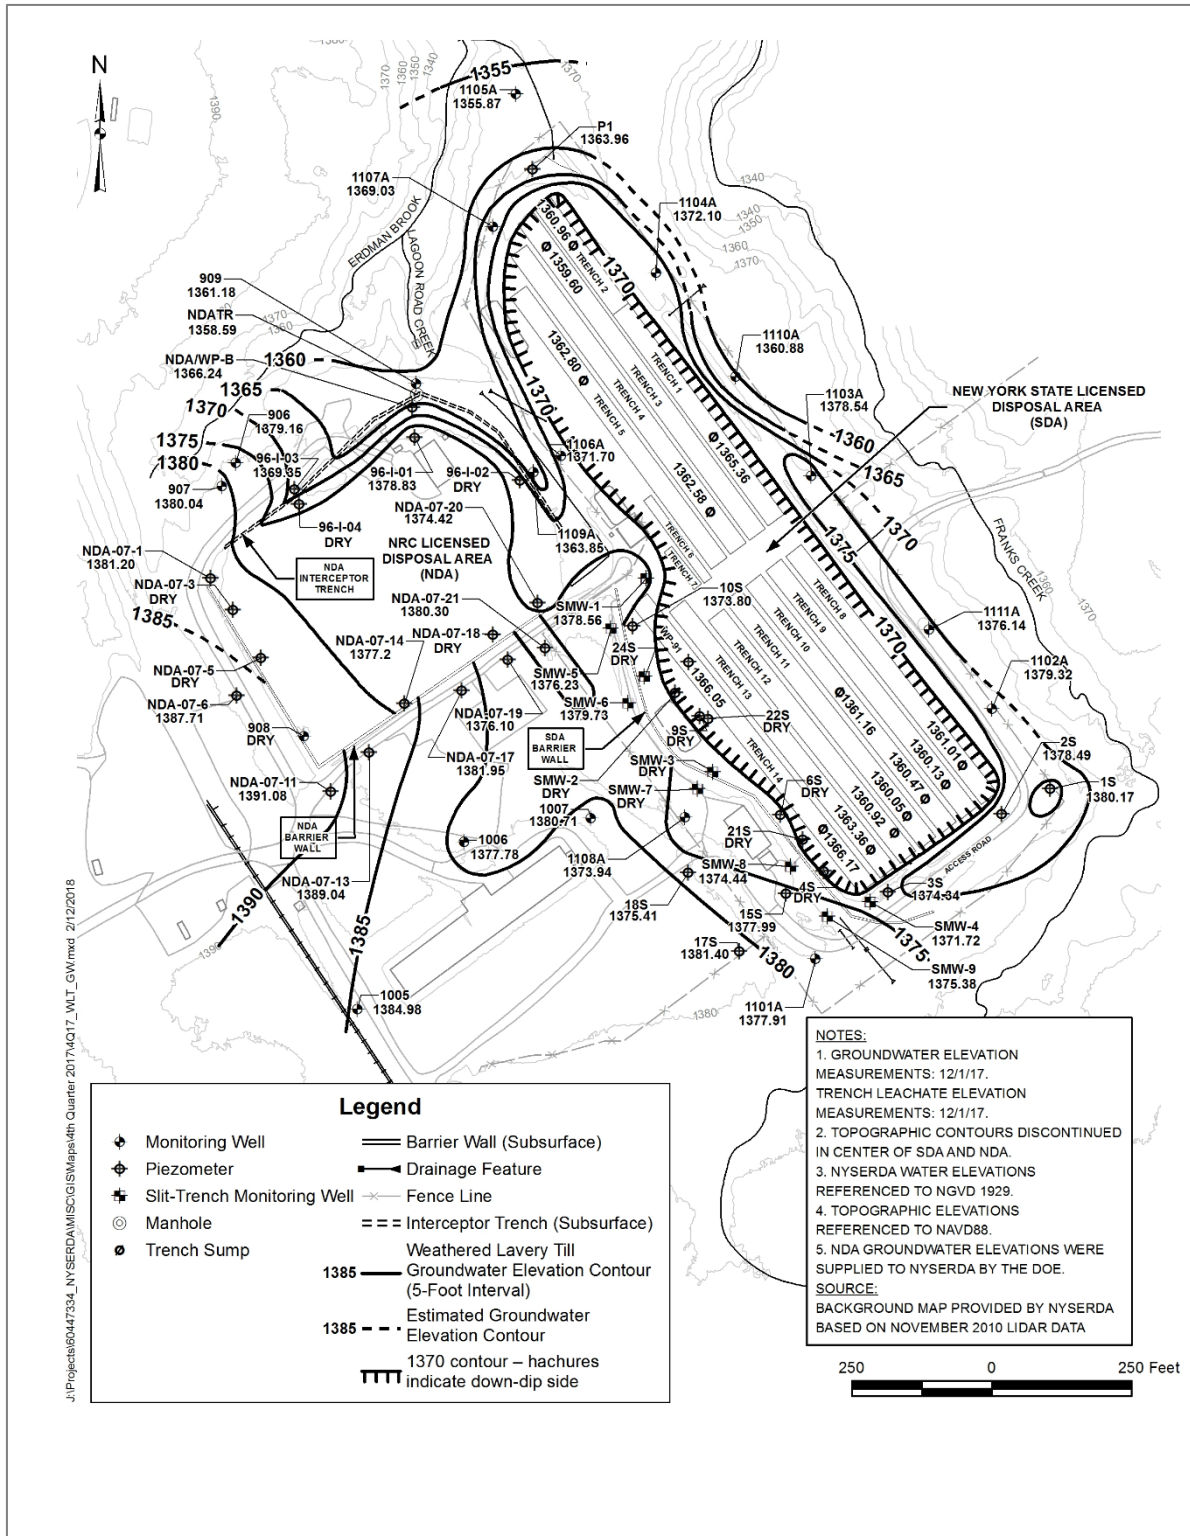 N
1355
1105A
1355.87
P1
1363.96
1107A
1369.03
1104A
1372.10
ERDMAN BROOK
LAGOON ROAD CREEK
909
1361.18
NDATR
1358.59
NDA/WP-B
1366.24
1360
1365
1370
906
1379.16
1375
1380
96-I-03
1369.85
907
1380.04
96-I-01
1378.83
96-I-02
DRY
96-I-04
DRY
1106A
1371.70
1109A
1363.85
1110A
1360.88
1103A
1378.54
NEW YORK STATE LICENSED
DISPOSAL AREA
(SDA)
1360
1365
1370
1375
1370
1370
1370
1360.96
1359.60
TRENCH 2
1362.80
TRENCH 1
TRENCH 3
TRENCH 4
TRENCH 5
1365.36
1362.58
TRENCH 6
TRENCH 7
TRENCH 8
TRENCH 9
TRENCH 10
TRENCH 11
TRENCH 12
TRENCH 13
TRENCH 14
WP-91
1366.05
1361.16
1361.01
1360.13
1360.47
1360.05
1360.92
1363.36
1366.17
FRANKS CREEK
NDA-07-20
1374.42
NRC LICENSED
DISPOSAL AREA
(NDA)
NDA
INTERCEPTOR
TRENCH
NDA-07-1
1381.20
NDA-07-3
DRY
1385
NDA-07-5
DRY
NDA-07-6
1387.71
908
DRY
NDA-07-11
1391.08
NDA
BARRIER
WALL
NDA-07-13
1389.04
1390
1385
NDA-07-14
1377.2
NDA-07-18
DRY
NDA-07-21
1380.30
SMW-1
1378.56
10S
1373.80
24S
DRY
SMW-5
1376.23
SMW-6
1379.73
NDA-07-19
1376.10
NDA-07-17
1381.95
SDA
BARRIER
WALL
9S
DRY
22S
DRY
SMW-3
DRY
SMW-2
DRY
SMW-7
DRY
6S
DRY
1007
1380.71
1006
1377.78
1108A
1373.94
21S
DRY
SMW-8
1374.44
4S
DRY
18S
1375.41
15S
1377.99
17S
1381.40
1380
1375
1101A
1377.91
1005
1384.98
1111A
1376.14
1102A
1379.32
2S
1378.49
1S
1380.17
ACCESS ROAD
3S
1374.34
SMW-4
1371.72
SMW-9
1375.38
J:\Projects\60447334_NYSERDA\MISC\GIS\Maps\4th Quarter 2017\4Q17_WLT_GW.mxd 2/12/2018
NOTES:
1. GROUNDWATER ELEVATION
MEASUREMENTS: 12/1/17.
TRENCH LEACHATE ELEVATION
MEASUREMENTS: 12/1/17.
2. TOPOGRAPHIC CONTOURS DISCONTINUED
IN CENTER OF SDA AND NDA.
3. NYSERDA WATER ELEVATIONS
REFERENCED TO NGVD 1929.
4. TOPOGRAPHIC ELEVATIONS
REFERENCED TO NAVD88.
5. NDA GROUNDWATER ELEVATIONS WERE
SUPPLIED TO NYSERDA BY THE DOE.
SOURCE:
BACKGROUND MAP PROVIDED BY NYSERDA
BASED ON NOVEMBER 2010 LIDAR DATA
Legend
Monitoring Well
Piezometer
Slit-Trench Monitoring Well
Manhole
Trench Sump
Barrier Wall (Subsurface)
Drainage Feature
Fence Line
Interceptor Trench (Subsurface)
Weathered Lavery Till
1385 Groundwater Elevation Contour
(5-Foot Interval)
1385 Estimated Groundwater
Elevation Contour
1370 contour – hachures
indicate down-dip side
250 0 250 Feet